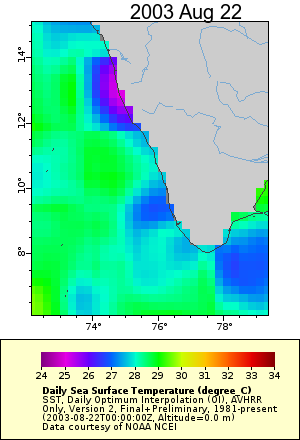 2003 Aug 22
14°
12°
10°
8°
74° 76° 78°
24 25 26 27 28 29 30 31 32 33 34
Daily Sea Surface Temperature (degree_C)
SST, Daily Optimum Interpolation (OI), AVHRR
Only, Version 2, Final+Preliminary, 1981-present
(2003-08-22T00:00:00Z, Altitude=0.0 m)
Data courtesy of NOAA NCEI